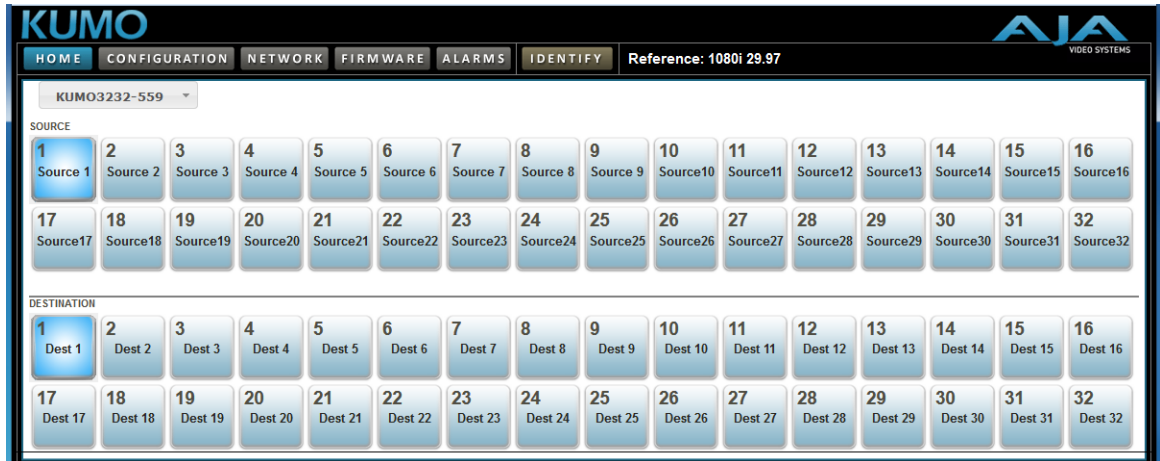 KUMO
AJA
VIDEO SYSTEMS
HOME CONFIGURATION NETWORK FIRMWARE ALARMS IDENTIFY Reference: 1080i 29.97
KUMO3232-559
SOURCE
1 2 3 4 5 6 7 8 9 10 11 12 13 14 15 16
Source 1 Source 2 Source 3 Source 4 Source 5 Source 6 Source 7 Source 8 Source 9 Source10 Source11 Source12 Source13 Source14 Source15 Source16
17 18 19 20 21 22 23 24 25 26 27 28 29 30 31 32
Source17 Source18 Source19 Source20 Source21 Source22 Source23 Source24 Source25 Source26 Source27 Source28 Source29 Source30 Source31 Source32
DESTINATION
1 2 3 4 5 6 7 8 9 10 11 12 13 14 15 16
Dest 1 Dest 2 Dest 3 Dest 4 Dest 5 Dest 6 Dest 7 Dest 8 Dest 9 Dest 10 Dest 11 Dest 12 Dest 13 Dest 14 Dest 15 Dest 16
17 18 19 20 21 22 23 24 25 26 27 28 29 30 31 32
Dest 17 Dest 18 Dest 19 Dest 20 Dest 21 Dest 22 Dest 23 Dest 24 Dest 25 Dest 26 Dest 27 Dest 28 Dest 29 Dest 30 Dest 31 Dest 32